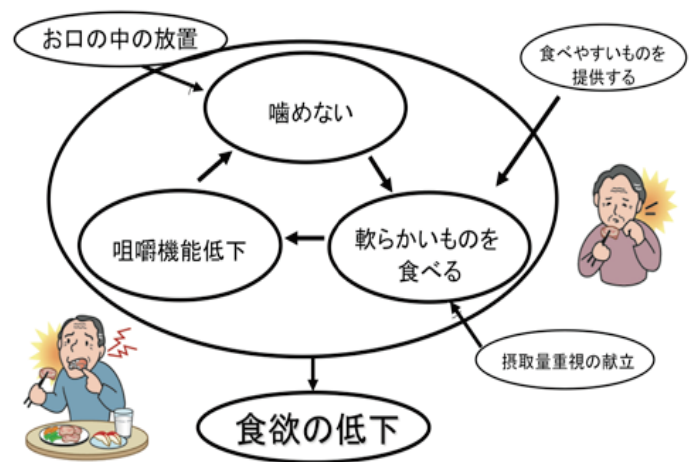 お口の中の放置
食べやすいものを
提供する
噛めない
咀嚼機能低下
軟らかいものを
食べる
摂取量重視の献立
食欲の低下